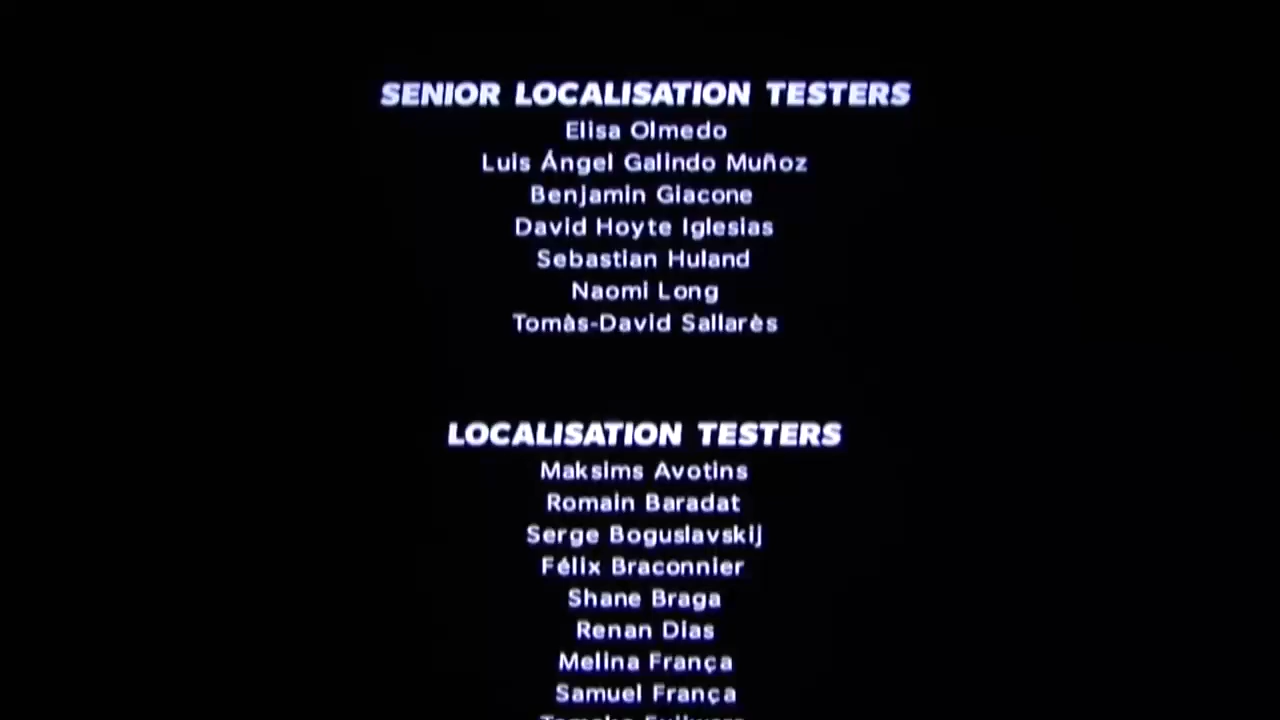 SENIOR LOCALISATION TESTERS
Elisa Olmedo
Luis Ángel Galindo Muñoz
Benjamin Giacone
David Hoyte Iglesias
Sebastian Huland
Naomi Long
Tomàs-David Sallarès
LOCALISATION TESTERS
Maksims Avotins
Romain Baradat
Serge Boguslavskij
Félix Braconnier
Shane Braga
Renan Dias
Melina França
Samuel França